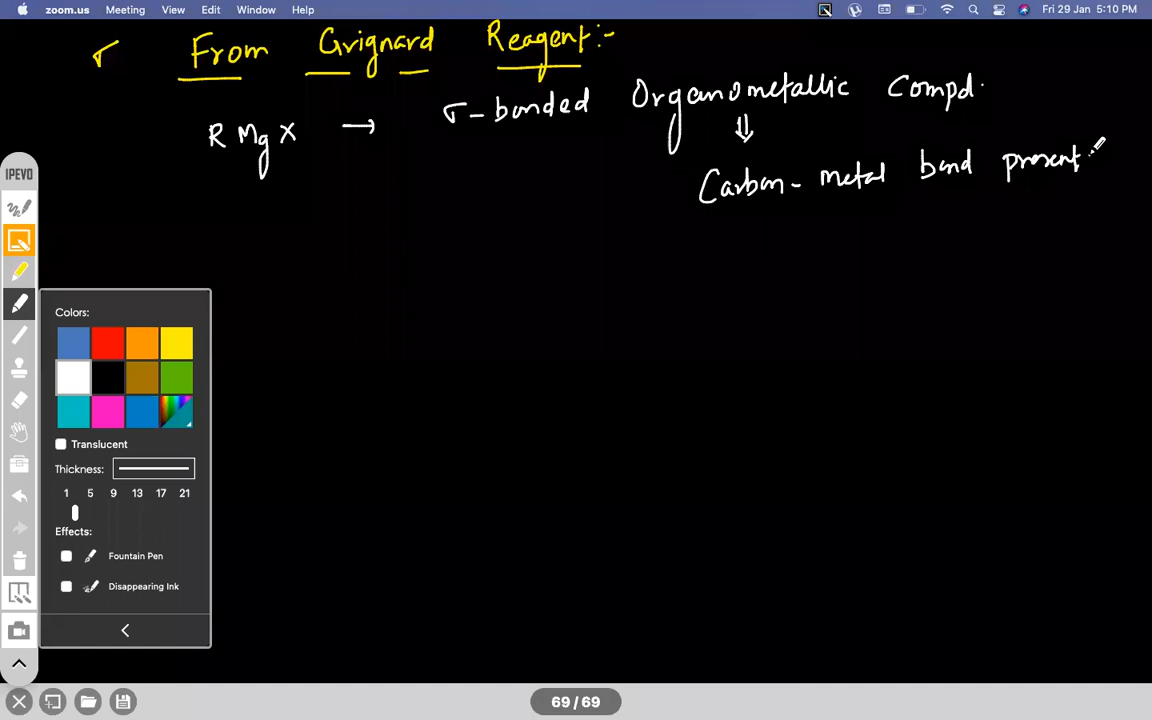 zoom.us Meeting View Edit Window Help Fri 29 Jan 5:10 PM
σ From Grignard Reagent:-
RMgX → σ-bonded Organometallic Compd.
⇓
Carbon-metal bond present
IPEVO
Colors:
Translucent
Thickness:
1 5 9 13 17 21
Effects:
Fountain Pen
Disappearing Ink
69 / 69